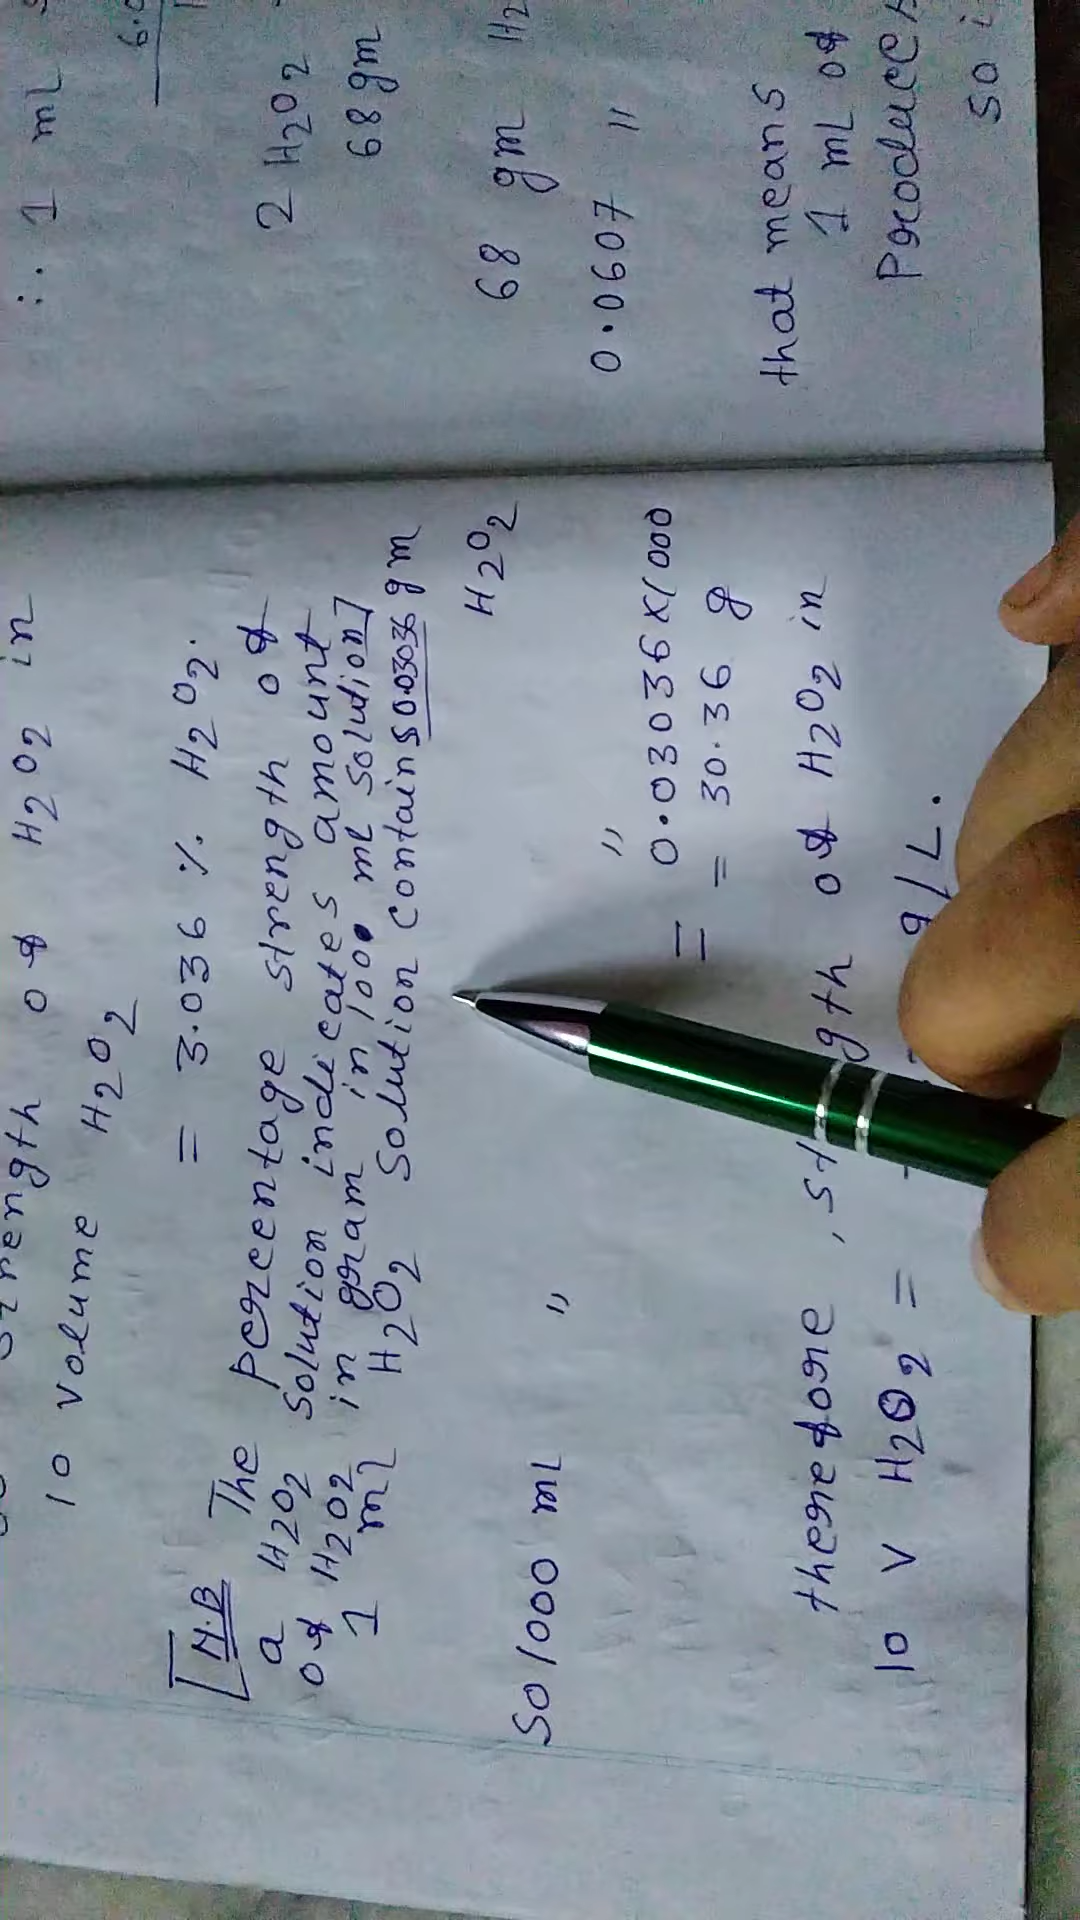 strength of H2O2 in
10 volume H2O2
= 3.036 % H2O2.
[N.B The percentage strength of
a H2O2 solution indicates amount
of H2O2 in gram in 100 ml solution]
1 ml H2O2 solution contains 0.03036 gm
H2O2
So 1000 ml " "
= 0.03036 x 1000
= 30.36 g
therefore, st gth of H2O2 in
10 V H2O2 = g/L.
∴ 1 mL
2 H2O2
68 gm
68 gm H2
0.0607 "
that means
1 mL of
Produce
so i